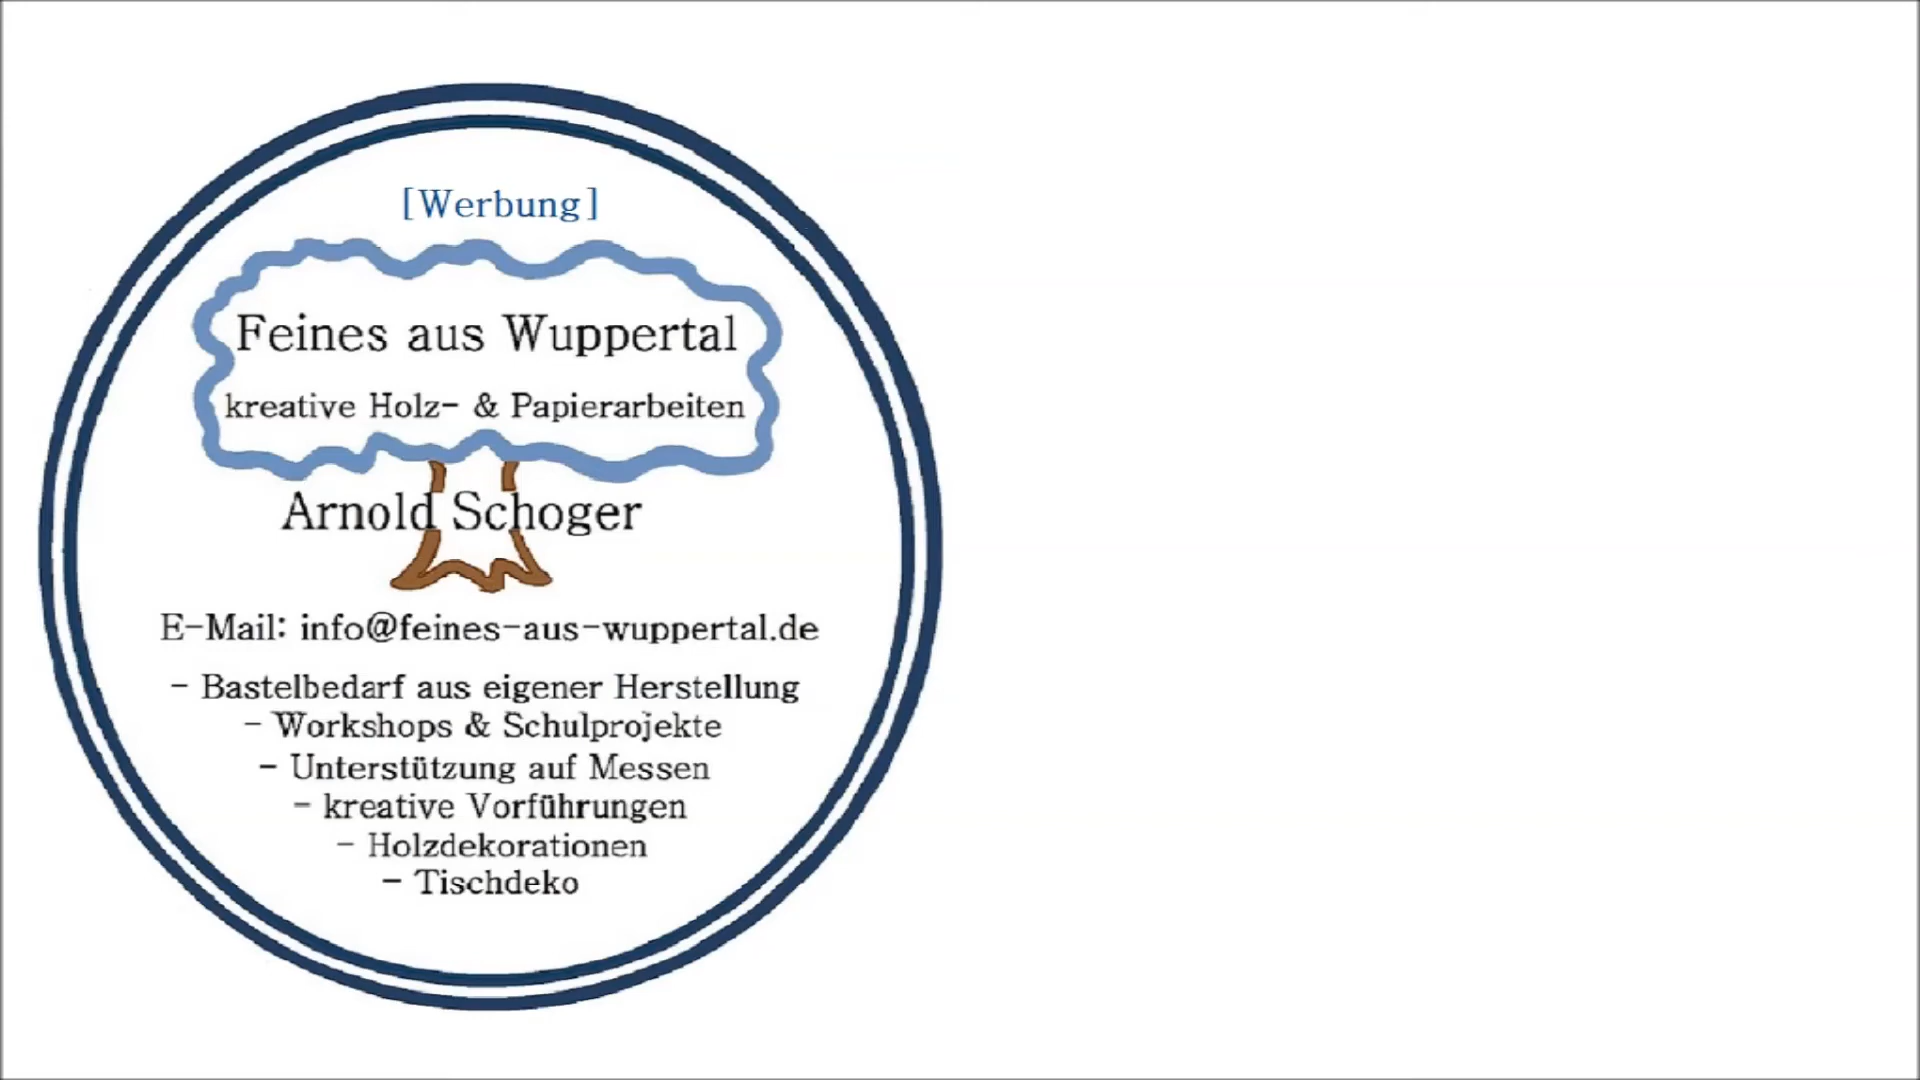 [Werbung]
Feines aus Wuppertal
kreative Holz- & Papierarbeiten
Arnold Schoger
E-Mail: info@feines-aus-wuppertal.de
- Bastelbedarf aus eigener Herstellung
- Workshops & Schulprojekte
- Unterstützung auf Messen
- kreative Vorführungen
- Holzdekorationen
- Tischdeko